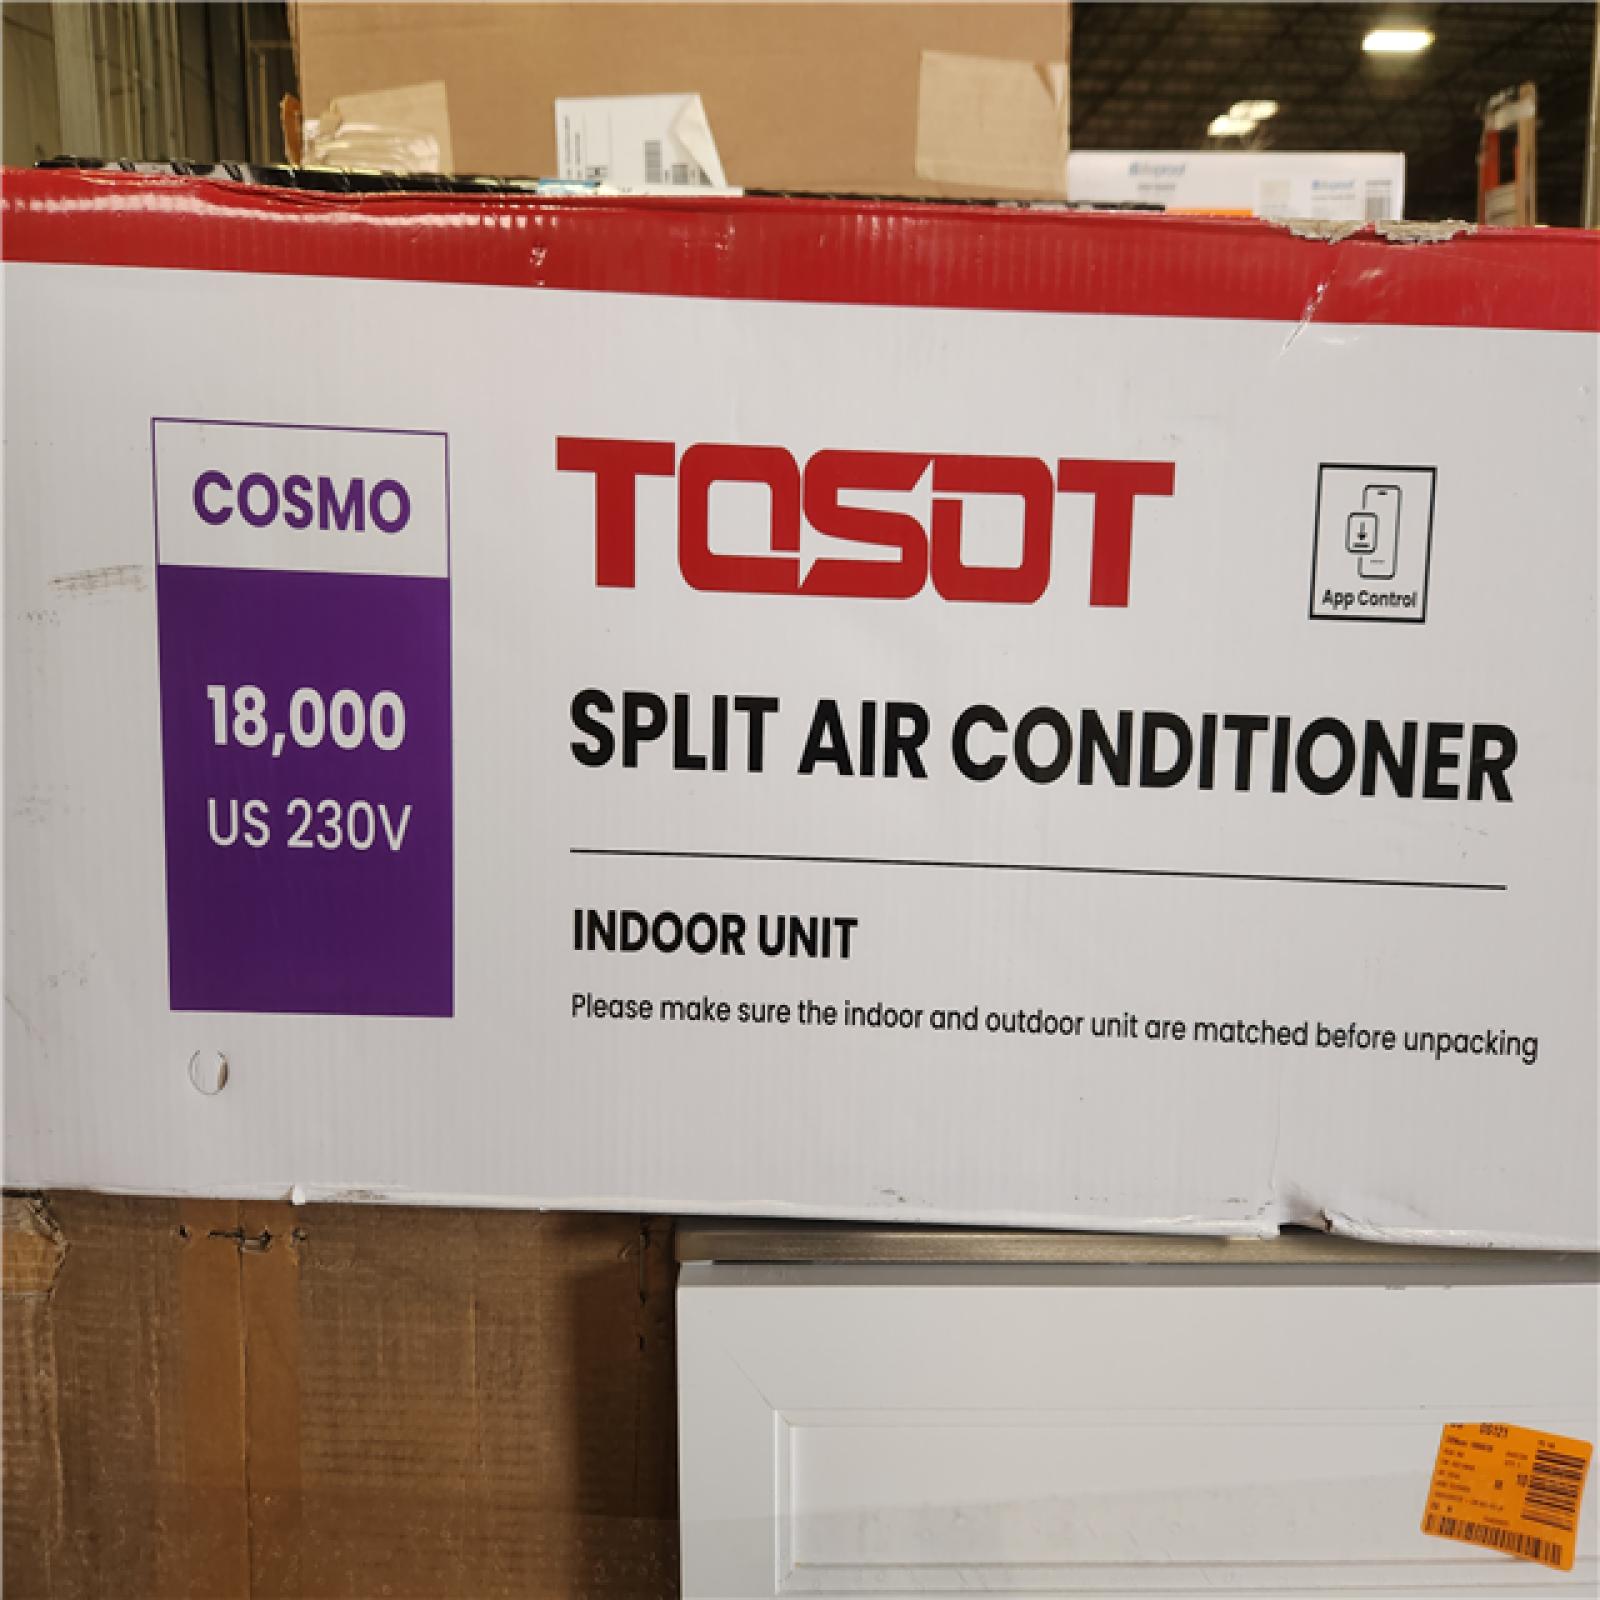 COSMO
18,000
US 230V
TOSOT
App Control
SPLIT AIR CONDITIONER
INDOOR UNIT
Please make sure the indoor and outdoor unit are matched before unpacking